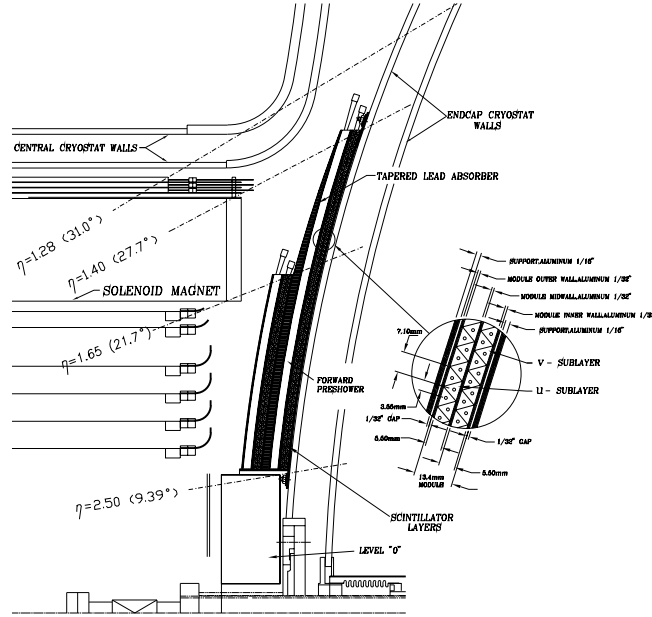 ENDCAP CRYOSTAT
WALLS
CENTRAL CRYOSTAT WALLS
TAPERED LEAD ABSORBER
η=1.28 (31.0°)
η=1.40 (27.7°)
SOLENOID MAGNET
η=1.65 (21.7°)
SUPPORT,ALUMINUM 1/16"
MODULE OUTER WALL,ALUMINUM 1/32"
MODULE MIDWALL,ALUMINUM 1/32"
MODULE INNER WALL,ALUMINUM 1/3
SUPPORT,ALUMINUM 1/16"
7.10mm
V - SUBLAYER
U - SUBLAYER
FORWARD
PRESHOWER
3.55mm
1/32" GAP
5.50mm
1/32" GAP
5.50mm
13.4mm
MODULE
η=2.50 (9.39°)
SCINTILLATOR
LAYERS
LEVEL "0"